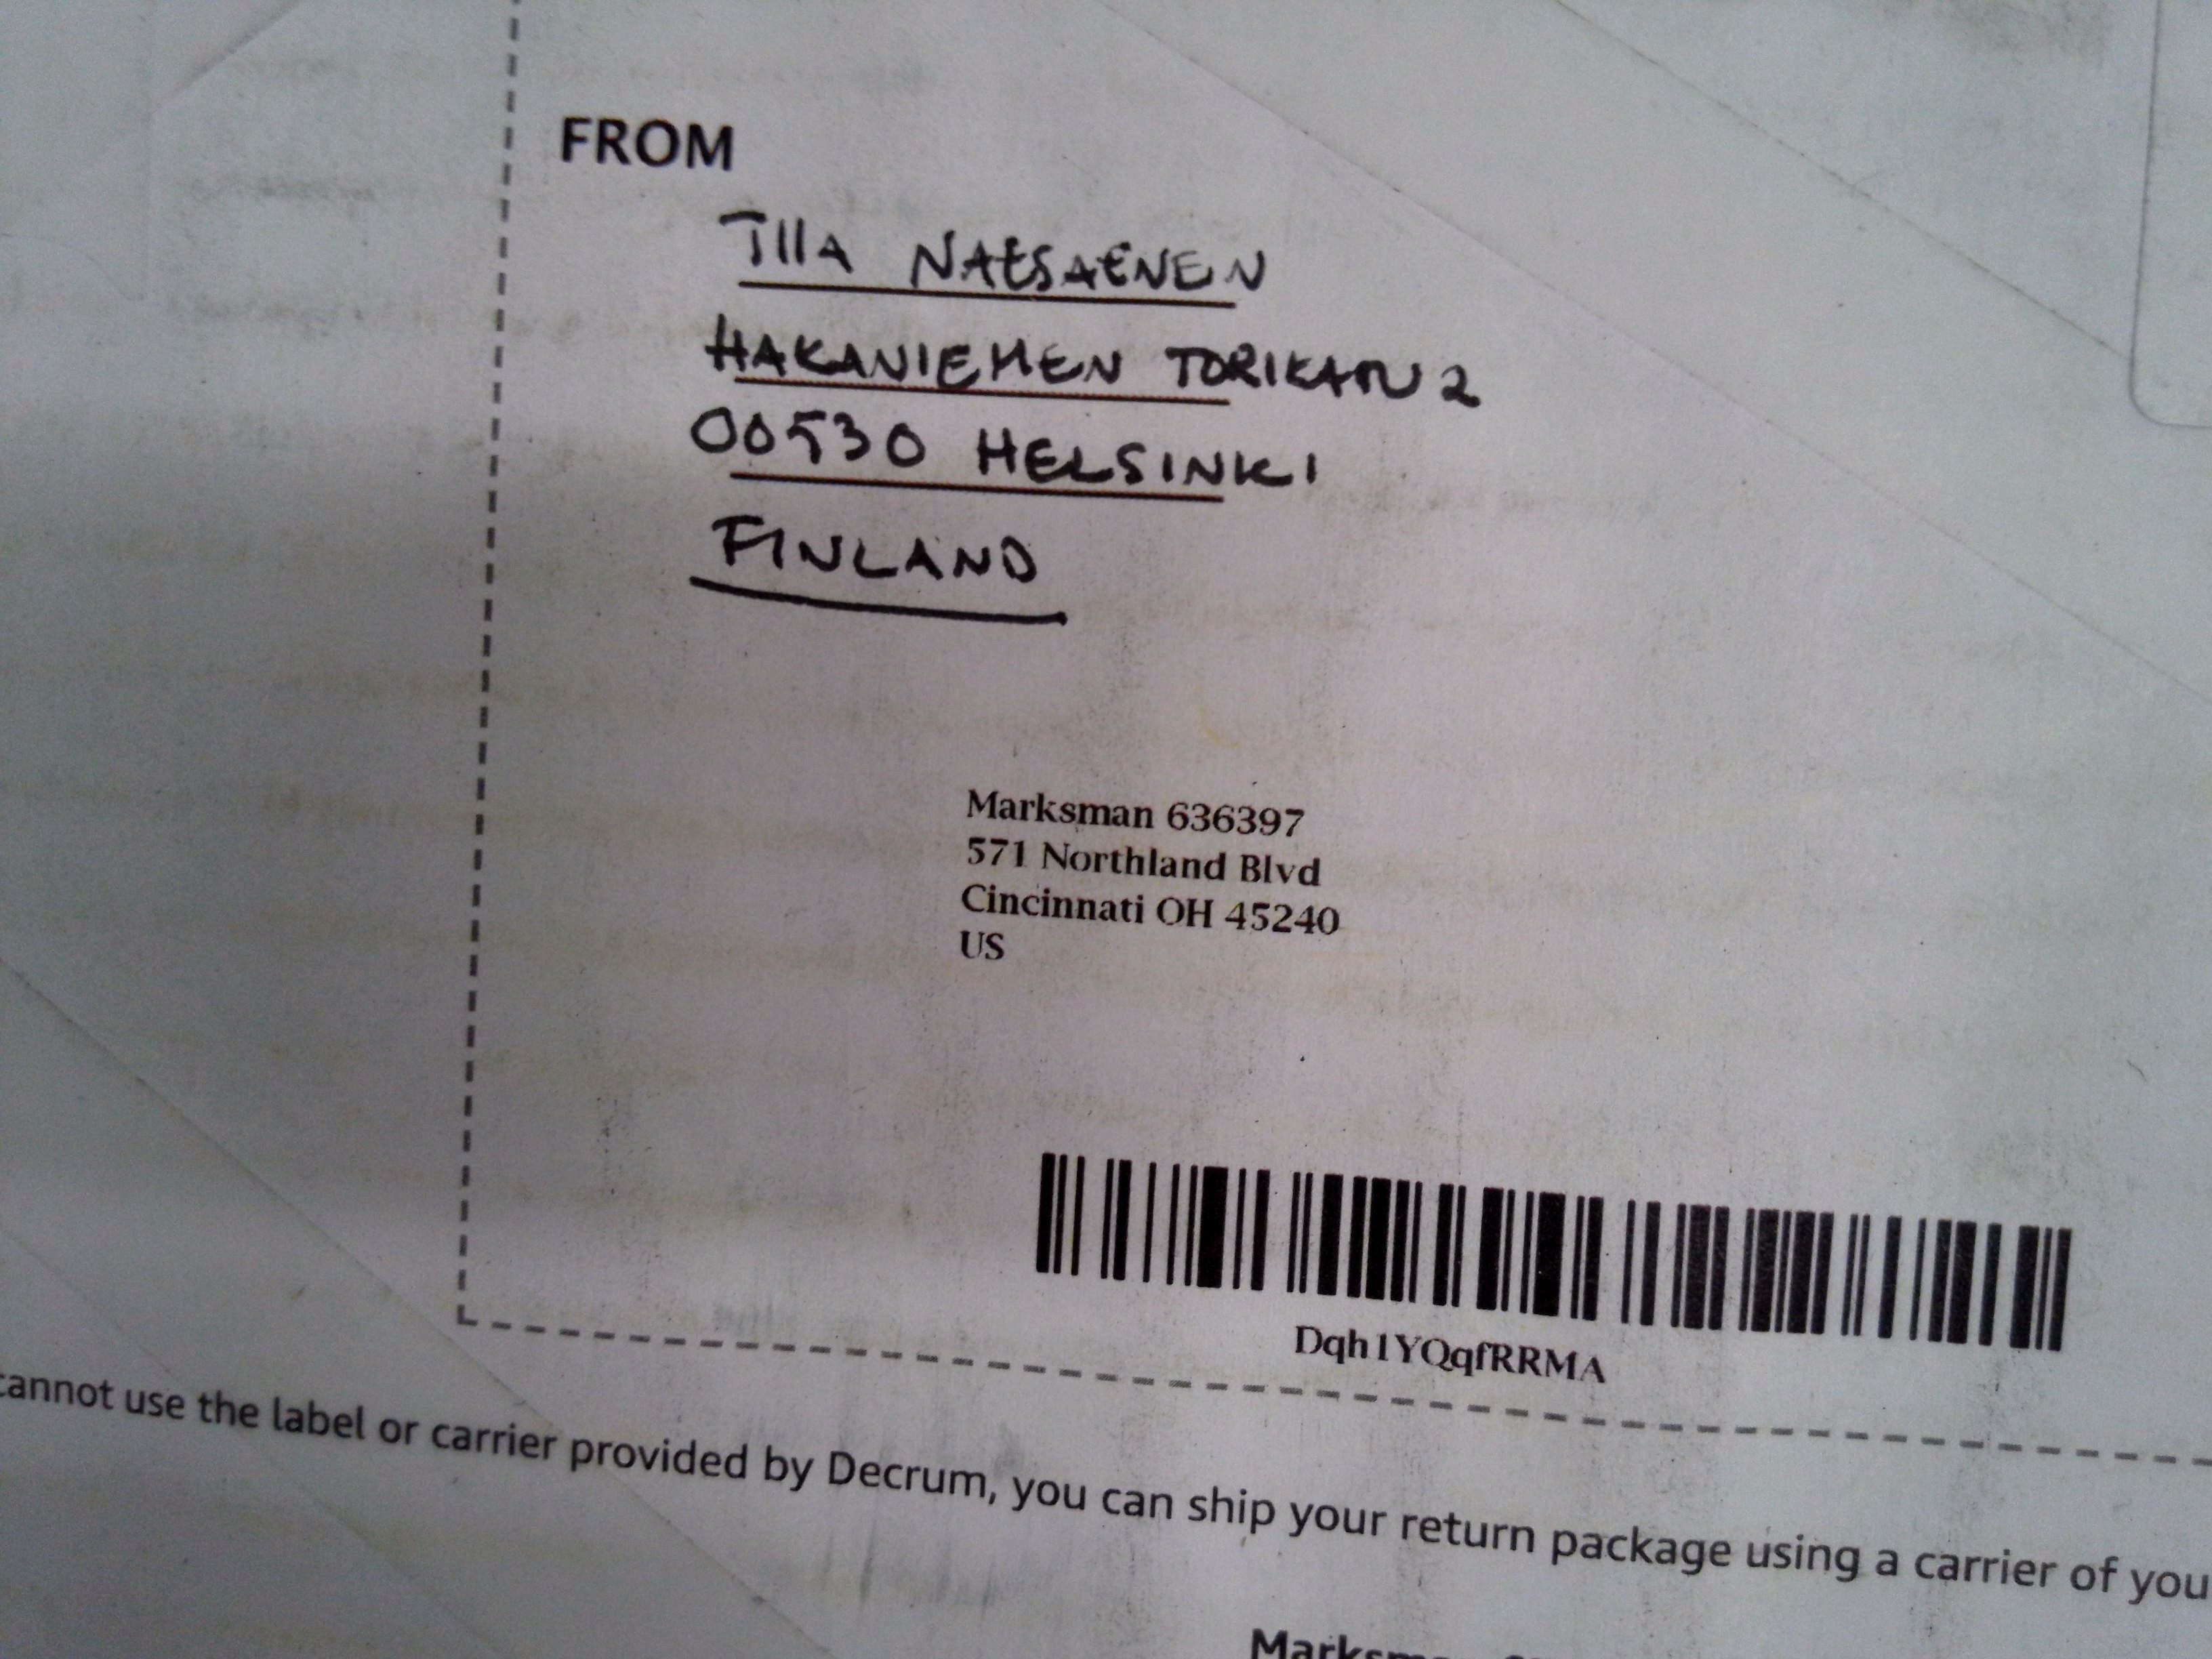 FROM
TIIA NAESAENEN
HAKANIEMEN TORIKATU 2
00530 HELSINKI
FINLAND
Marksman 636397
571 Northland Blvd
Cincinnati OH 45240
US
Dqh1YQqfRRMA
cannot use the label or carrier provided by Decrum, you can ship your return package using a carrier of you